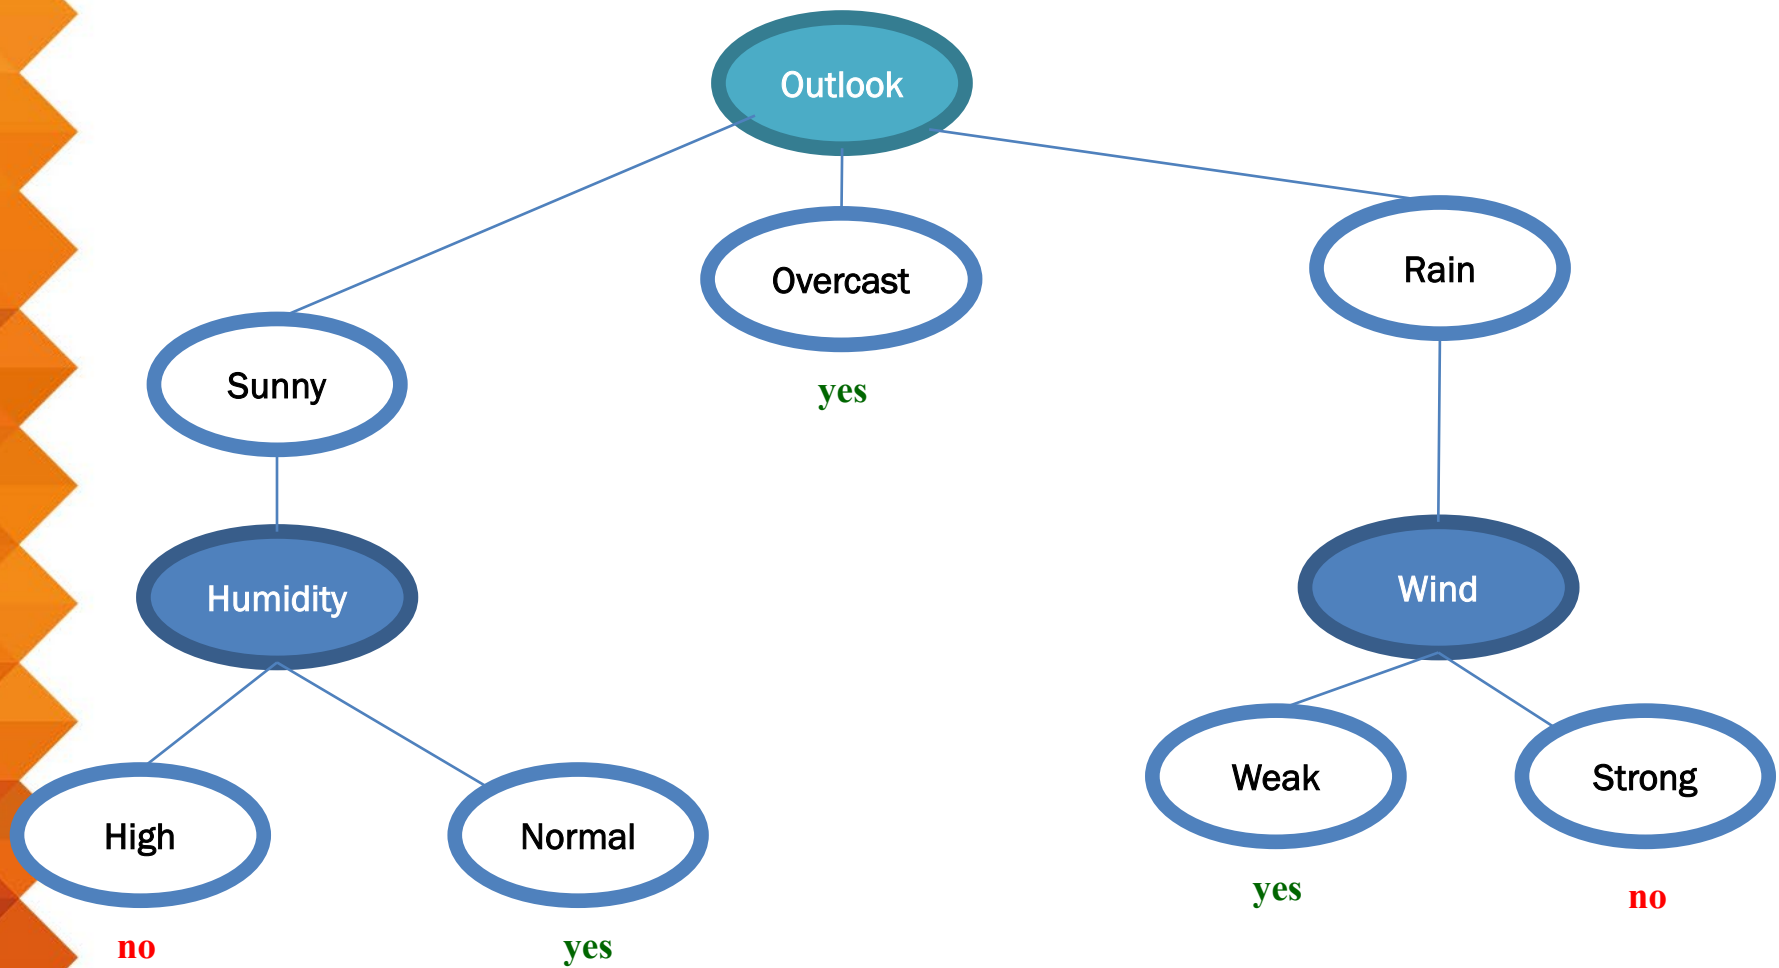 Outlook
Overcast
Rain
Sunny
yes
Humidity
Wind
High
Normal
Weak
Strong
no
yes
yes
no